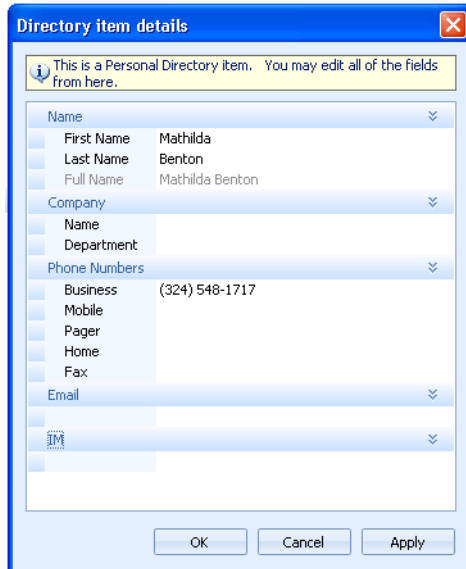 Directory item details
This is a Personal Directory item. You may edit all of the fields
from here.
Name
First Name Mathilda
Last Name Benton
Full Name Mathilda Benton
Company
Name
Department
Phone Numbers
Business (324) 548-1717
Mobile
Pager
Home
Fax
Email
IM
OK Cancel Apply